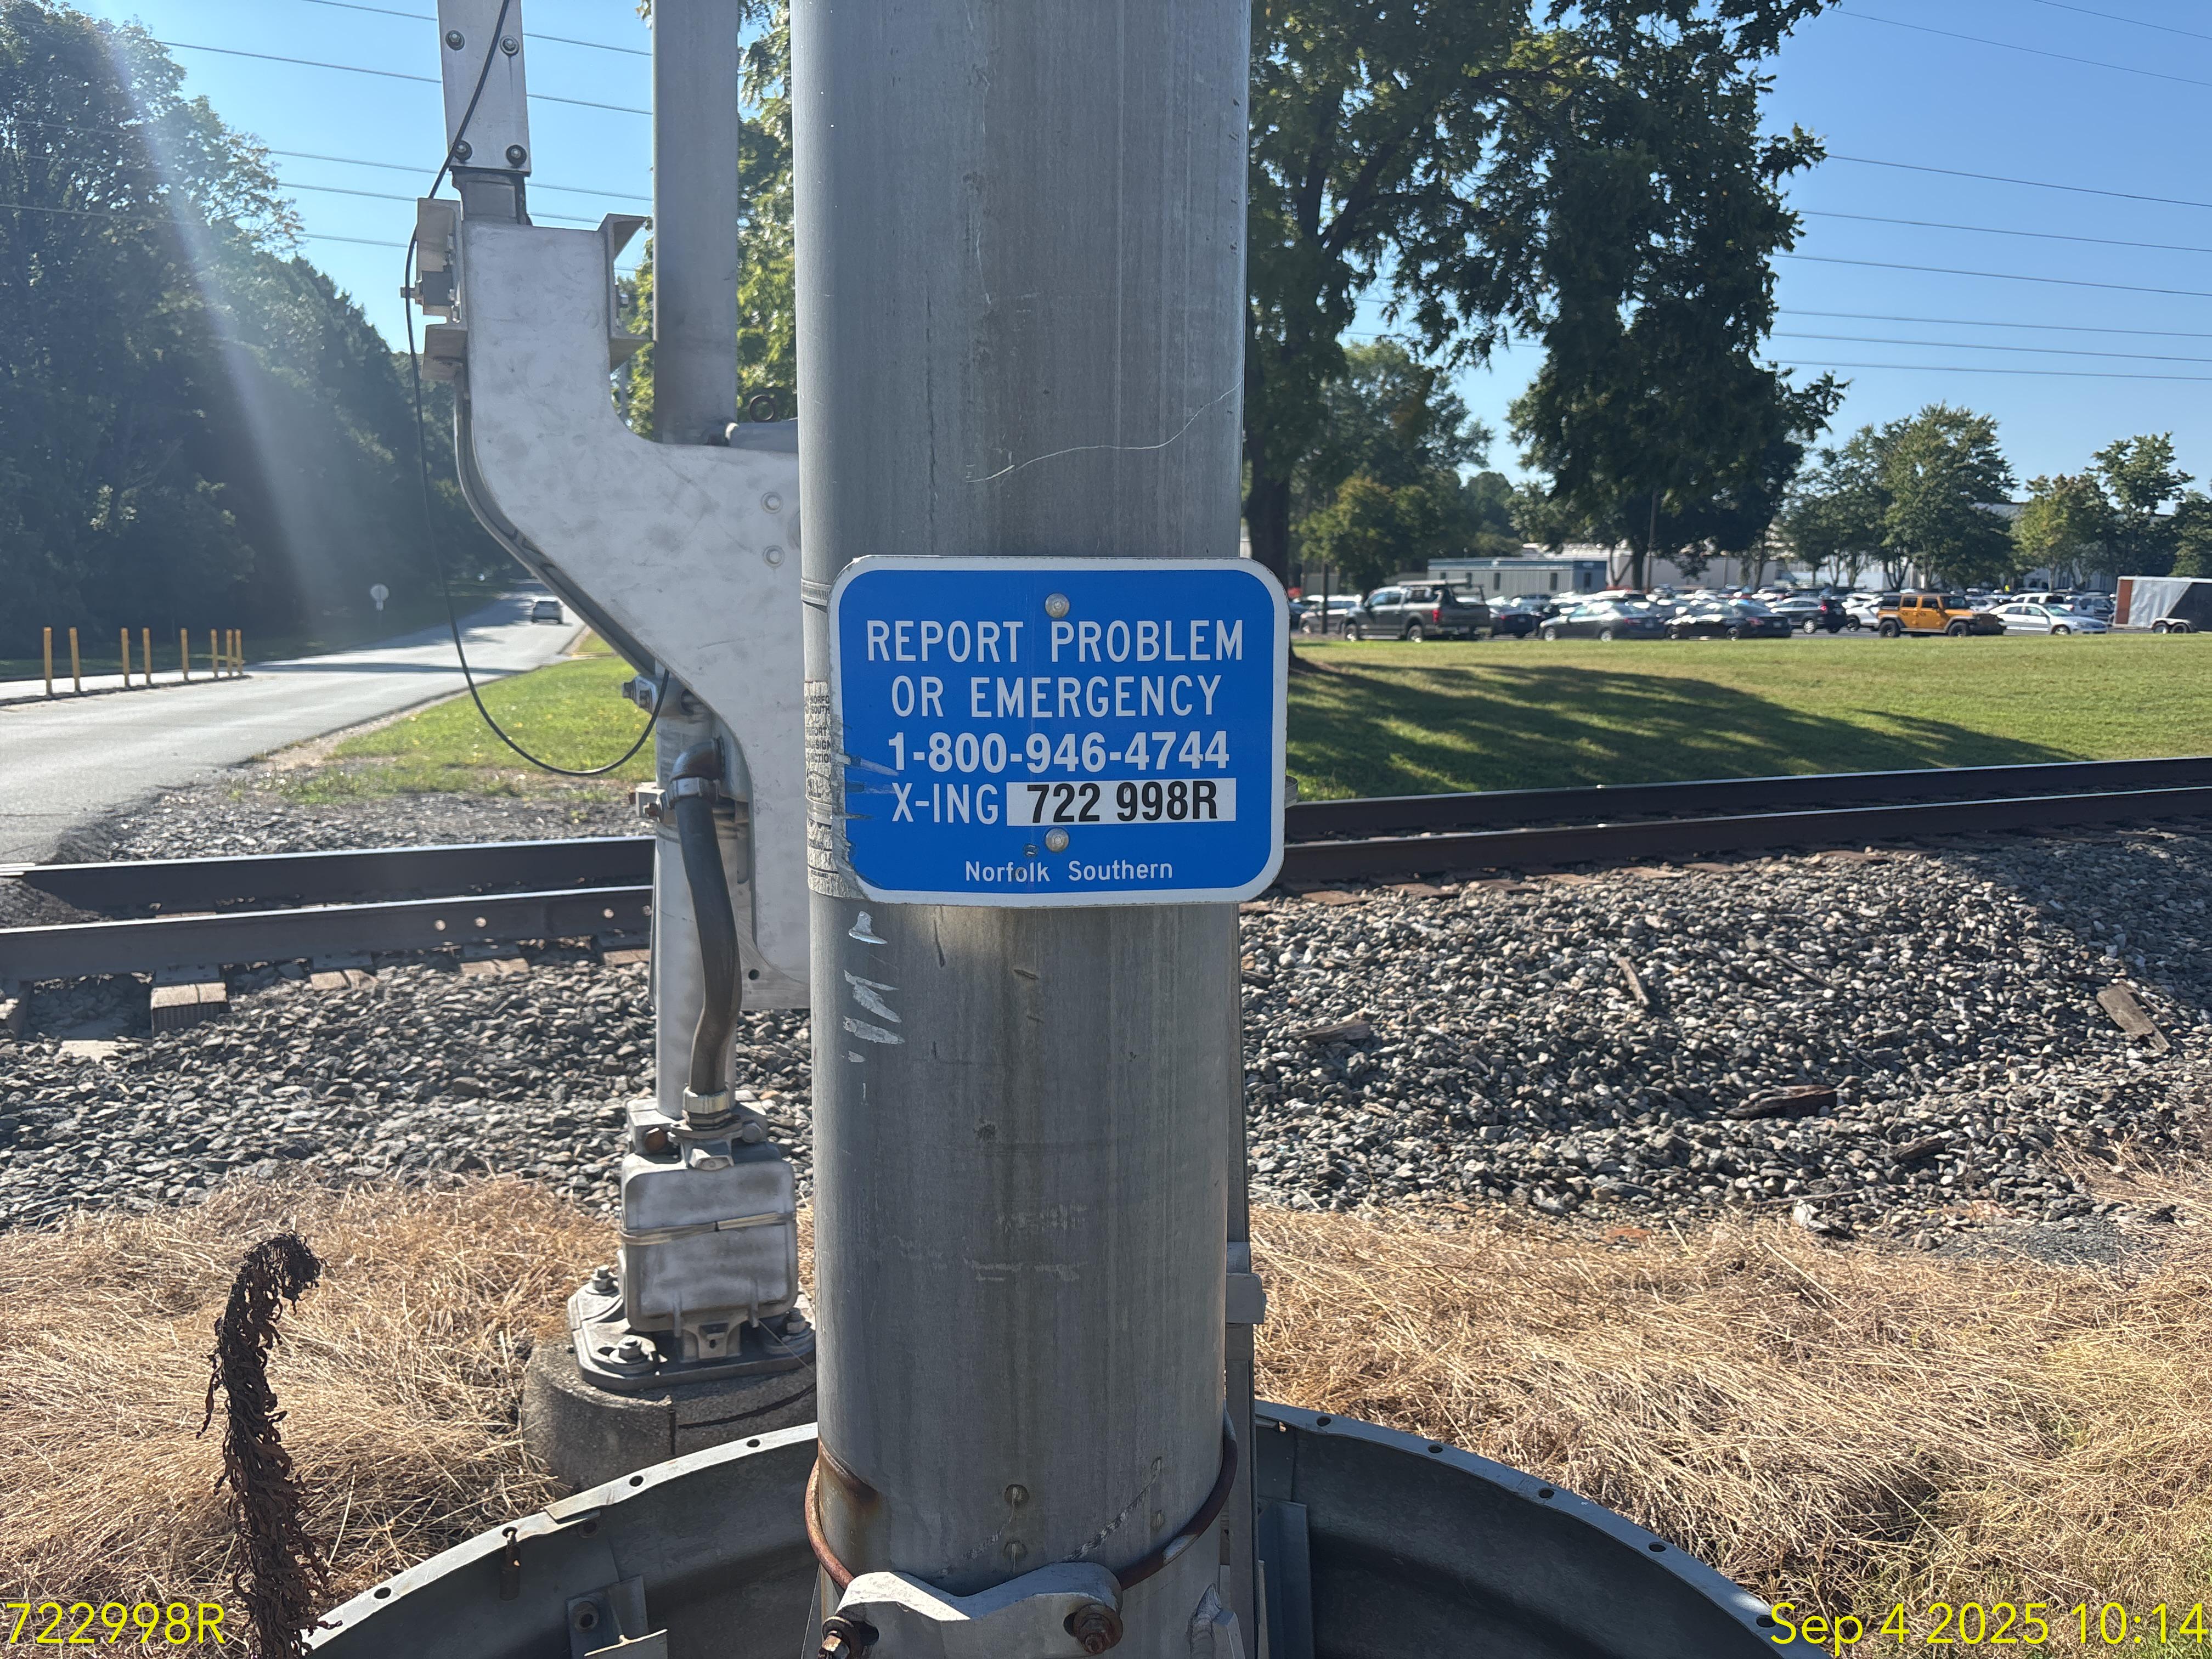 REPORT PROBLEM
OR EMERGENCY
1-800-946-4744
X-ING 722 998R
Norfolk Southern
722998R
Sep 4 2025 10:14